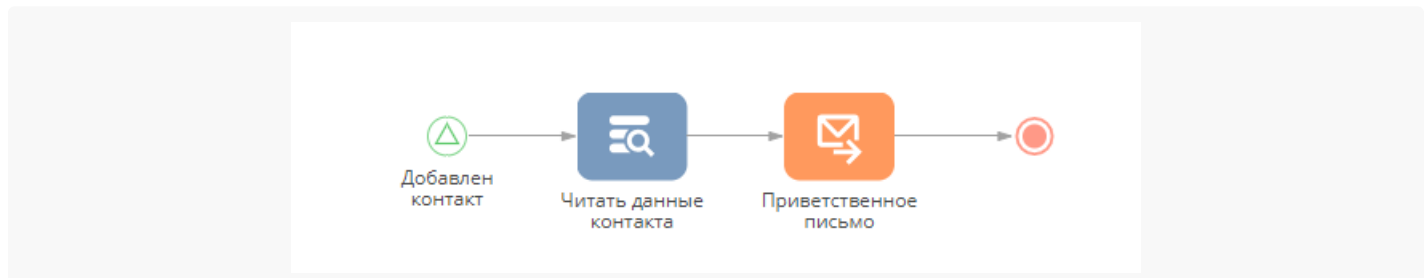 Добавлен
контакт
Читать данные
контакта
Приветственное
письмо